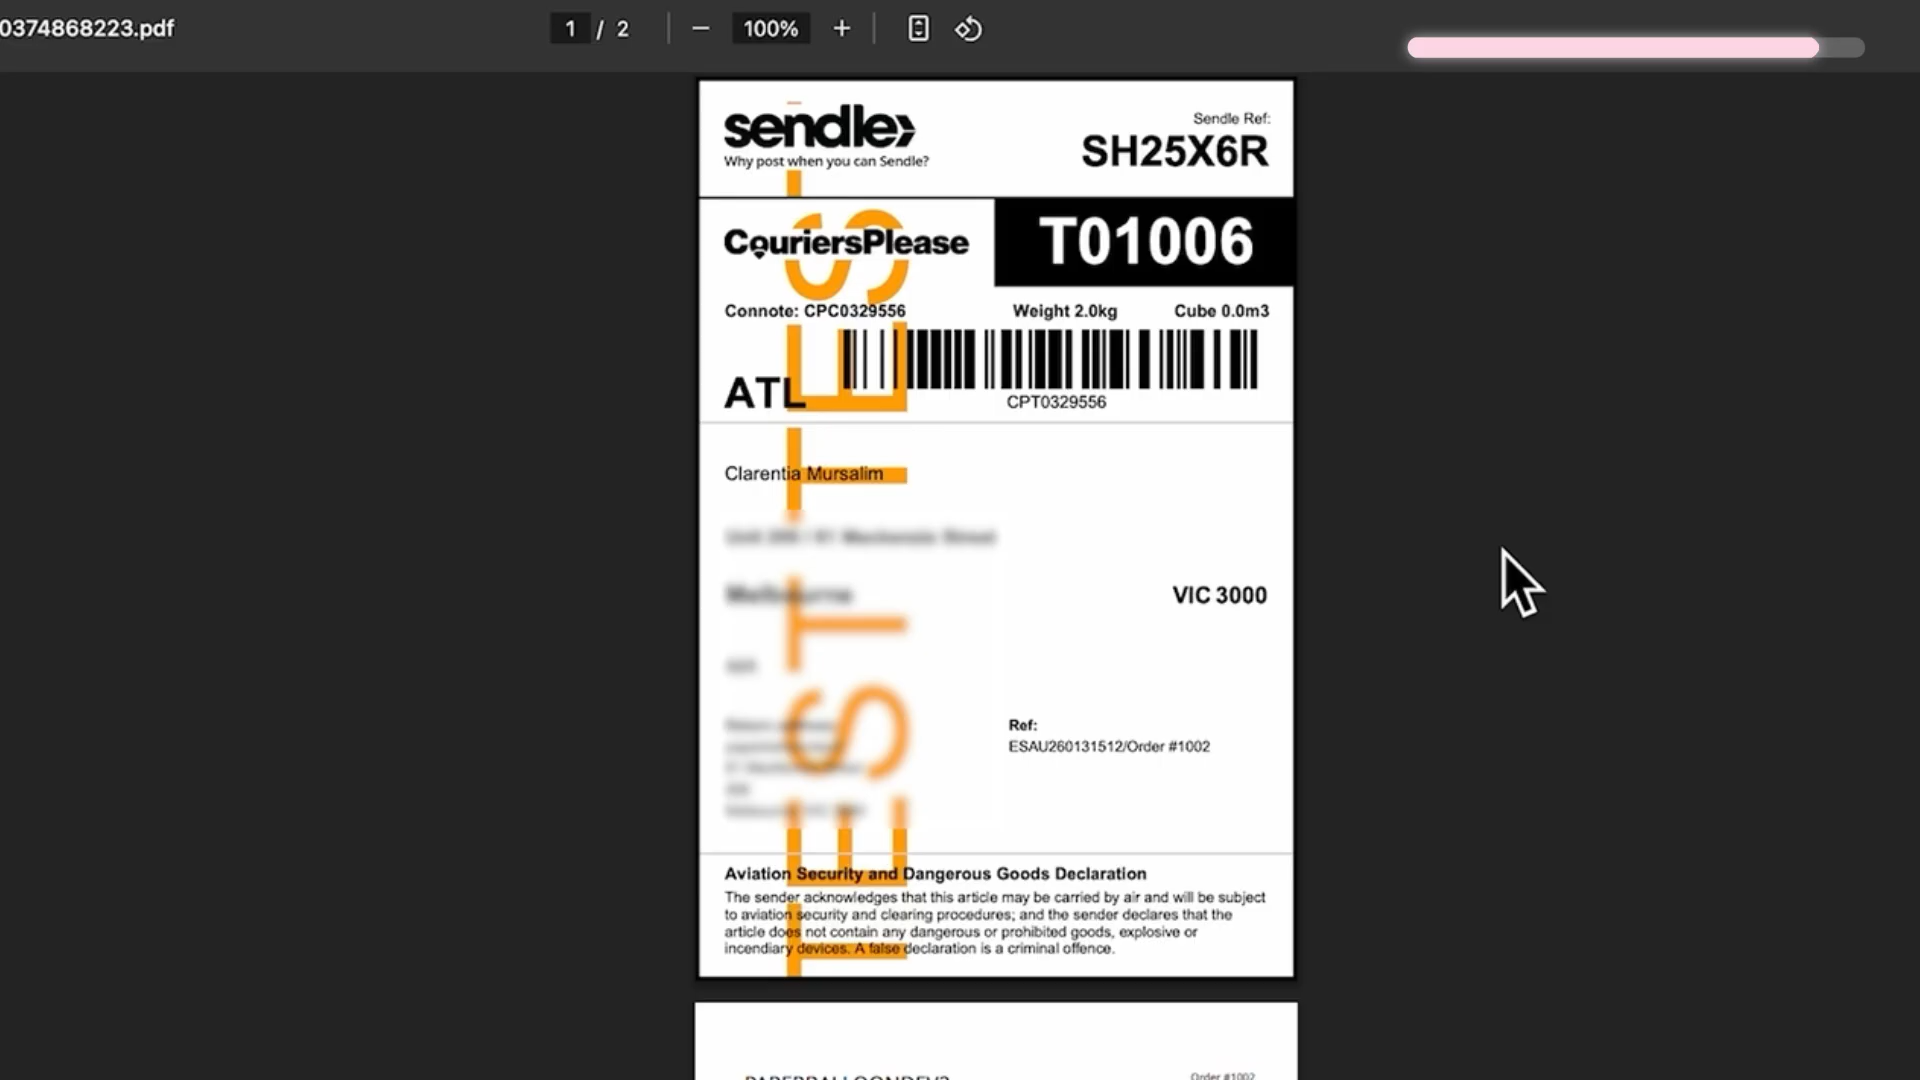 0374868223.pdf
1 / 2
100%
sendle
Why post when you can Sendle?
Sendle Ref:
SH25X6R
CouriersPlease
T01006
Connote: CPC0329556
Weight 2.0kg
Cube 0.0m3
ATL
CPT0329556
Clarentia Mursalim
VIC 3000
Ref:
ESAU260131512/Order #1002
Aviation Security and Dangerous Goods Declaration
The sender acknowledges that this article may be carried by air and will be subject
to aviation security and clearing procedures; and the sender declares that the
article does not contain any dangerous or prohibited goods, explosive or
incendiary devices. A false declaration is a criminal offence.
TEST
TEST
Order #1002